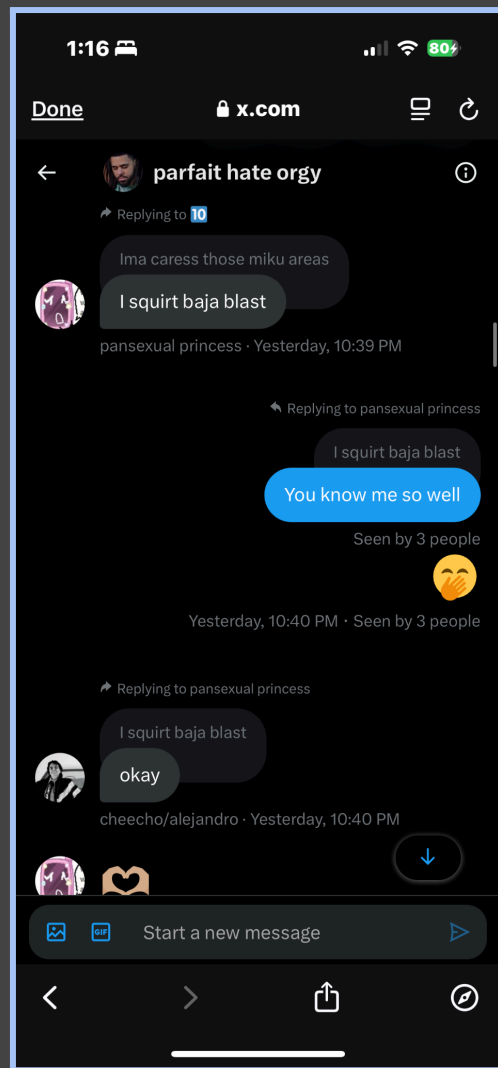 1:16
80
Done
x.com
parfait hate orgy
Replying to 10
Ima caress those miku areas
I squirt baja blast
pansexual princess · Yesterday, 10:39 PM
Replying to pansexual princess
I squirt baja blast
You know me so well
Seen by 3 people
Yesterday, 10:40 PM · Seen by 3 people
Replying to pansexual princess
I squirt baja blast
okay
cheecho/alejandro · Yesterday, 10:40 PM
GIF
Start a new message